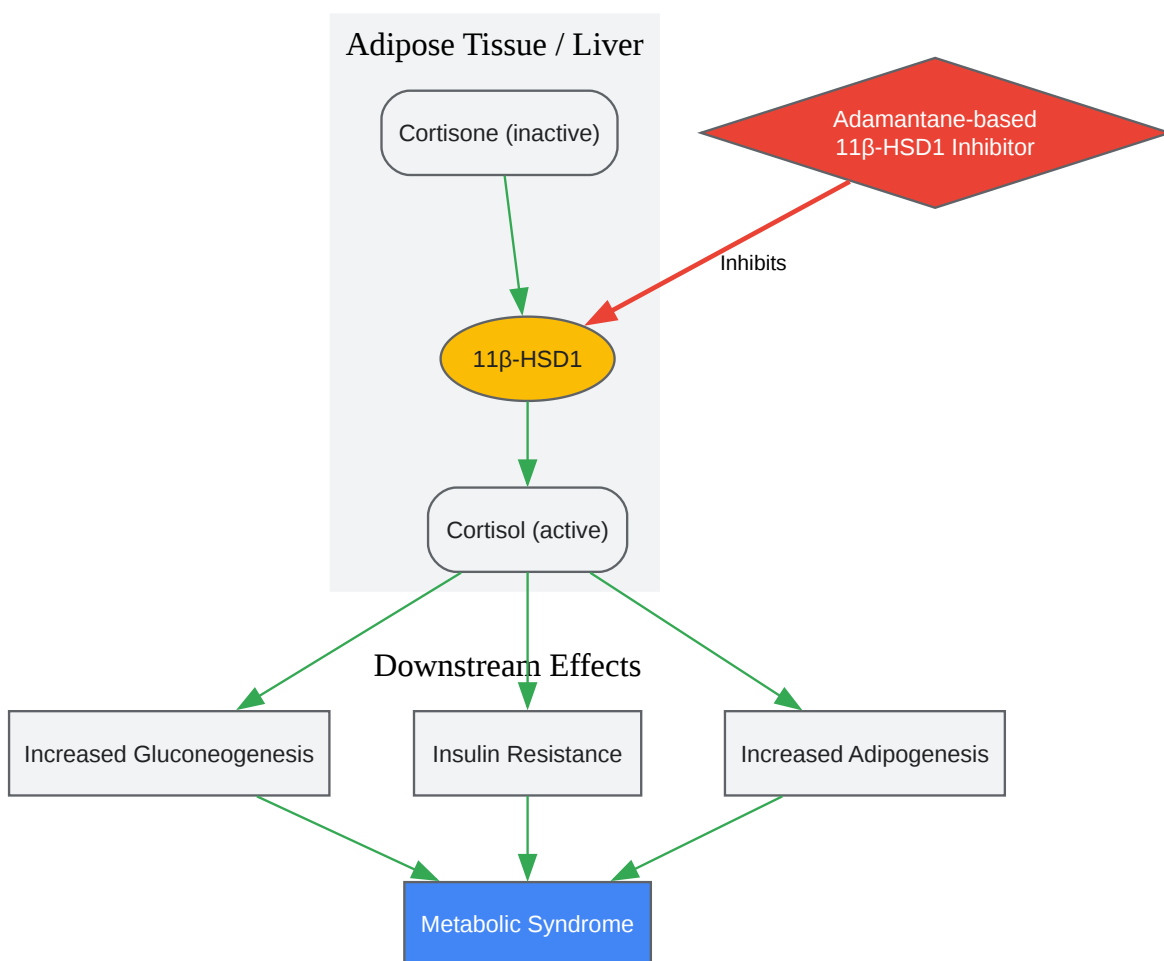 Adipose Tissue / Liver
Cortisone (inactive)
Adamantane-based
11β-HSD1 Inhibitor
Inhibits
11β-HSD1
Cortisol (active)
Downstream Effects
Increased Gluconeogenesis
Insulin Resistance
Increased Adipogenesis
Metabolic Syndrome